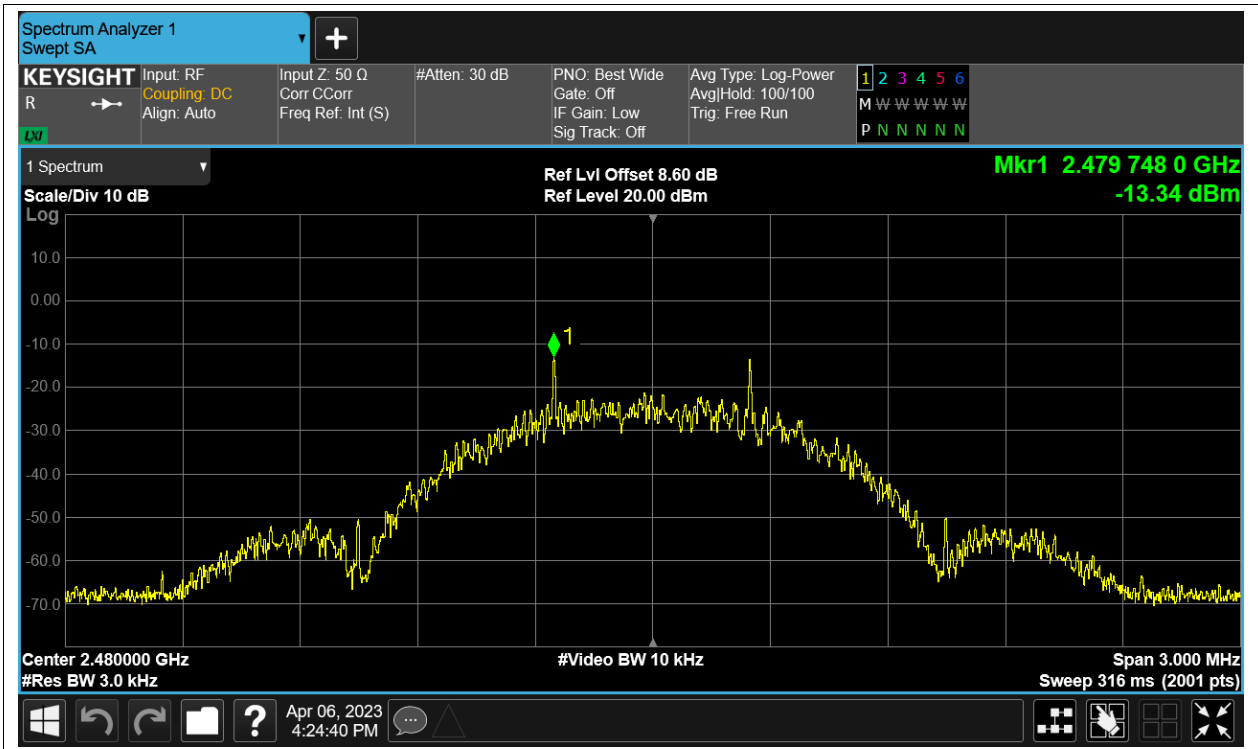 Spectrum Analyzer 1
Swept SA
KEYSIGHT
R
LXI
Input: RF
Coupling: DC
Align: Auto
Input Z: 50 Ω
Corr CCorr
Freq Ref: Int (S)
#Atten: 30 dB
PNO: Best Wide
Gate: Off
IF Gain: Low
Sig Track: Off
Avg Type: Log-Power
Avg|Hold: 100/100
Trig: Free Run
1 2 3 4 5 6
M W W W W W
P N N N N N
1 Spectrum
Scale/Div 10 dB
Log
Ref Lvl Offset 8.60 dB
Ref Level 20.00 dBm
Mkr1 2.479 748 0 GHz
-13.34 dBm
10.0
0.00
-10.0
-20.0
-30.0
-40.0
-50.0
-60.0
-70.0
1
Center 2.480000 GHz
#Res BW 3.0 kHz
#Video BW 10 kHz
Span 3.000 MHz
Sweep 316 ms (2001 pts)
?
Apr 06, 2023
4:24:40 PM